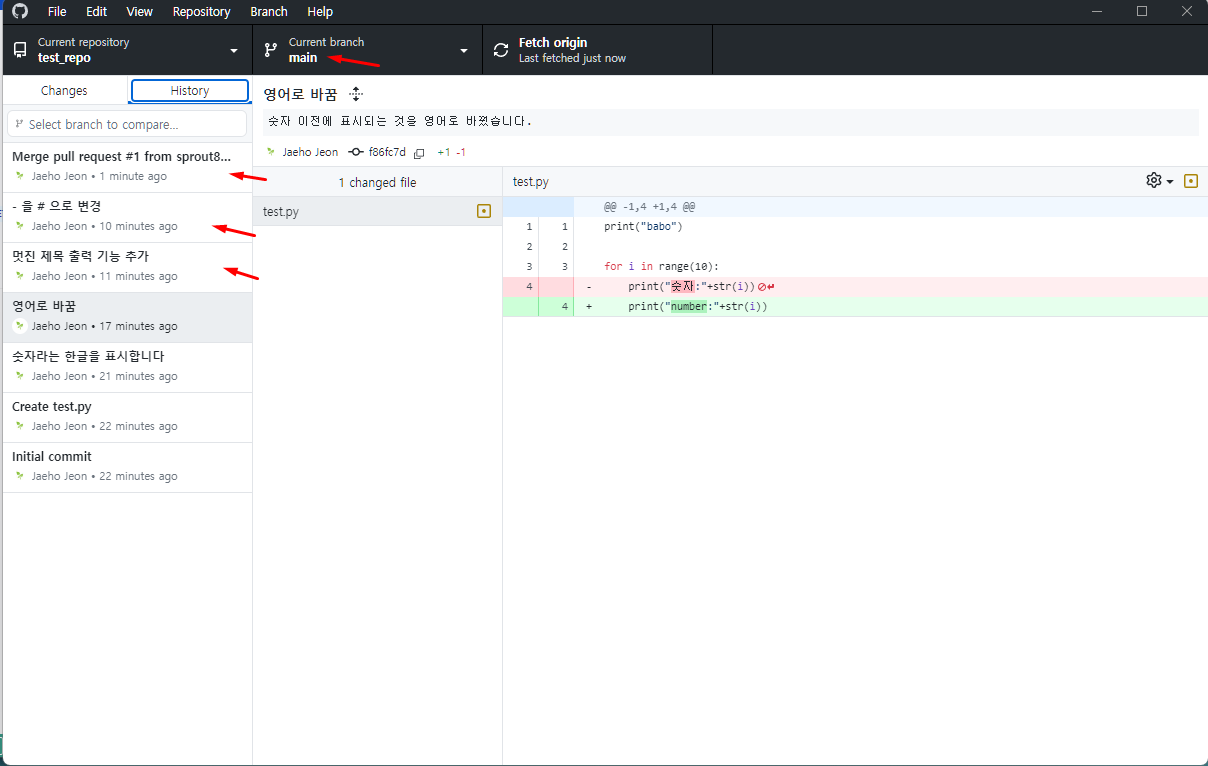 File Edit View Repository Branch Help
Current repository
test_repo
Current branch
main
Fetch origin
Last fetched just now
Changes
History
Select branch to compare...
Merge pull request #1 from sprout8...
Jaeho Jeon • 1 minute ago
- 을 # 으로 변경
Jaeho Jeon • 10 minutes ago
멋진 제목 출력 기능 추가
Jaeho Jeon • 11 minutes ago
영어로 바꿈
Jaeho Jeon • 17 minutes ago
숫자라는 한글을 표시합니다
Jaeho Jeon • 21 minutes ago
Create test.py
Jaeho Jeon • 22 minutes ago
Initial commit
Jaeho Jeon • 22 minutes ago
영어로 바꿈
숫자 이전에 표시되는 것을 영어로 바꿨습니다.
Jaeho Jeon f86fc7d +1 -1
1 changed file
test.py
test.py
@@ -1,4 +1,4 @@
1 1 print("babo")
2 2
3 3 for i in range(10):
4 - print("숫자:"+str(i))
4 + print("number:"+str(i))